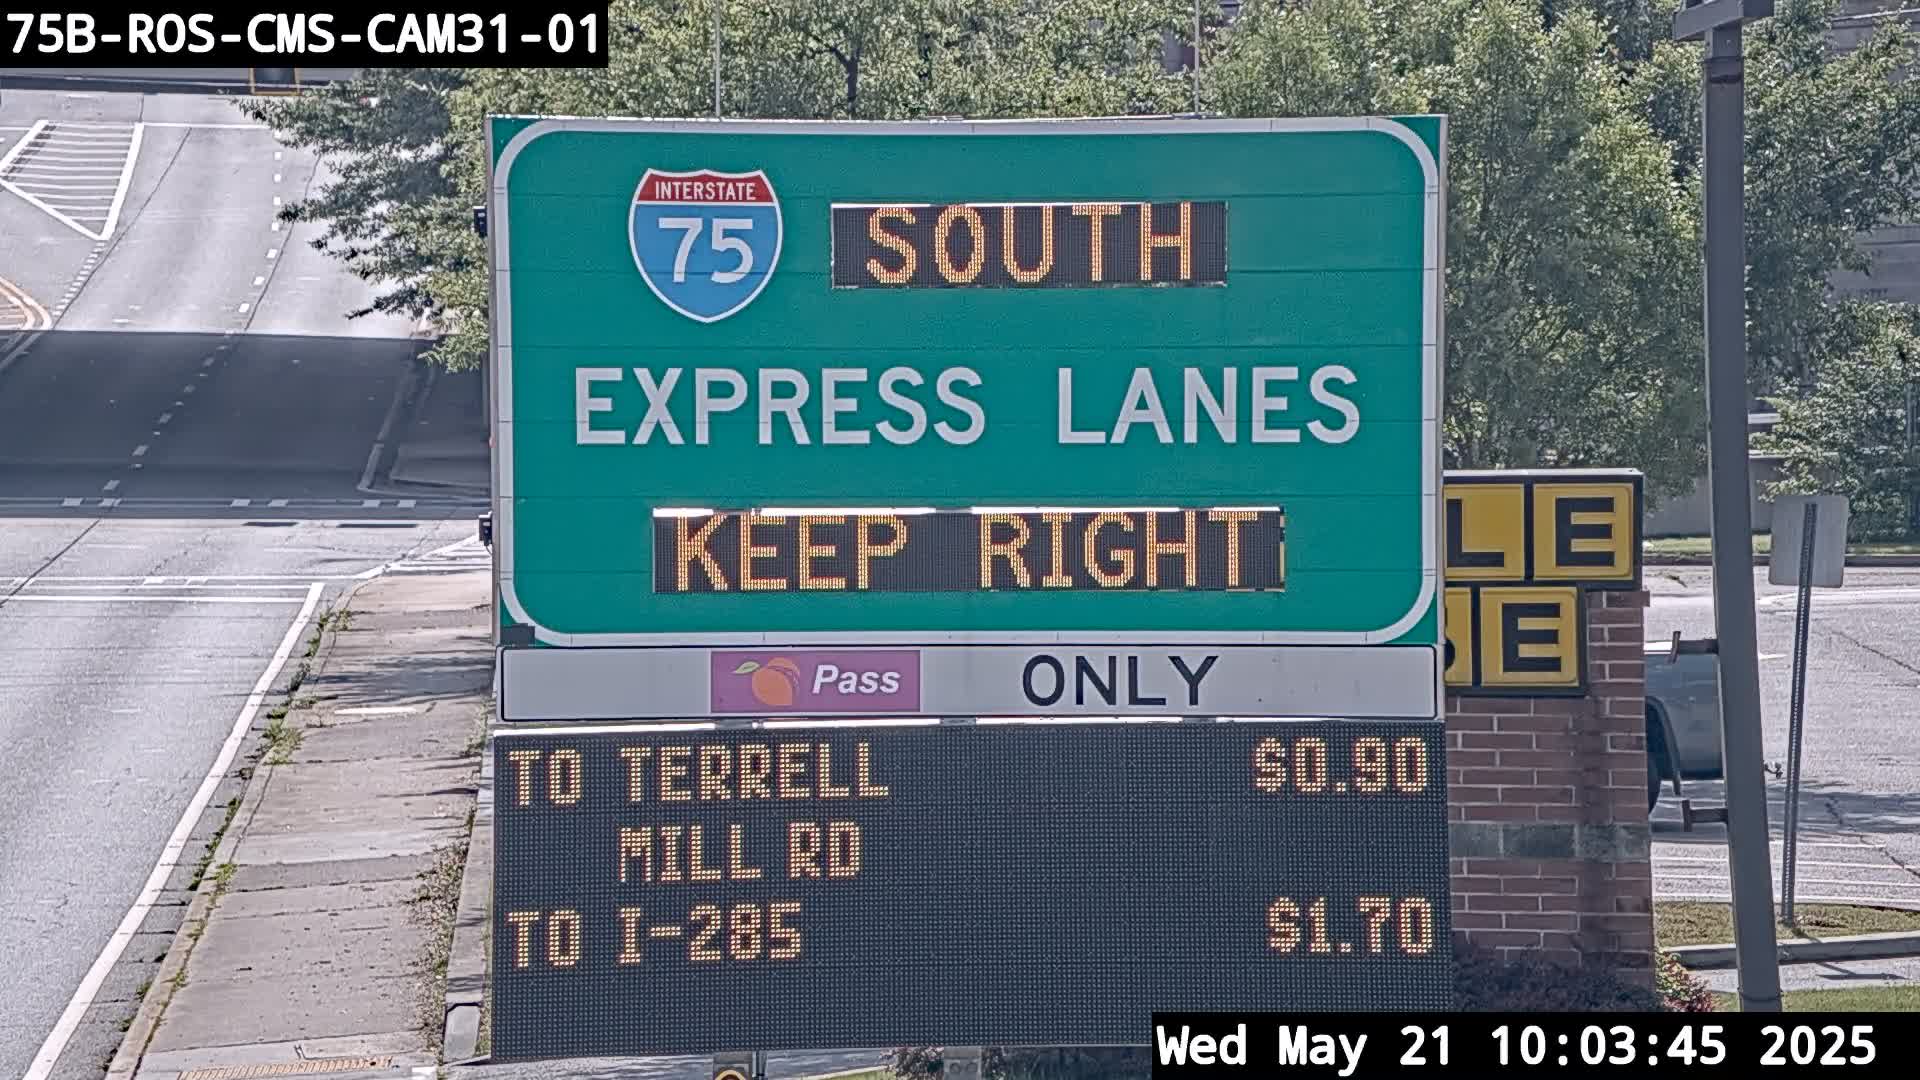 75B-ROS-CMS-CAM31-01
INTERSTATE
75
SOUTH
EXPRESS LANES
KEEP RIGHT
Pass ONLY
TO TERRELL $0.90
MILL RD
TO I-285 $1.70
LE
E
Wed May 21 10:03:45 2025